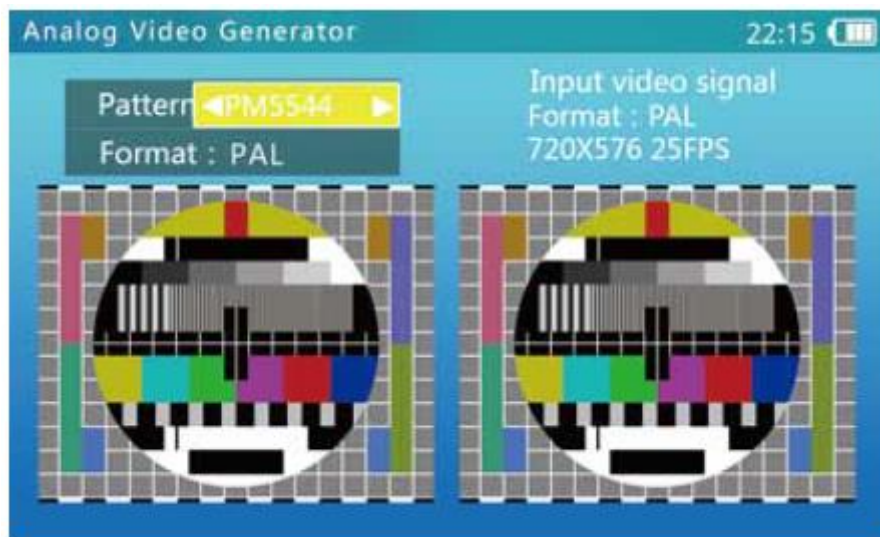 Analog Video Generator
22:15
Pattern ◀PM5544 ▶
Format : PAL
Input video signal
Format : PAL
720X576 25FPS